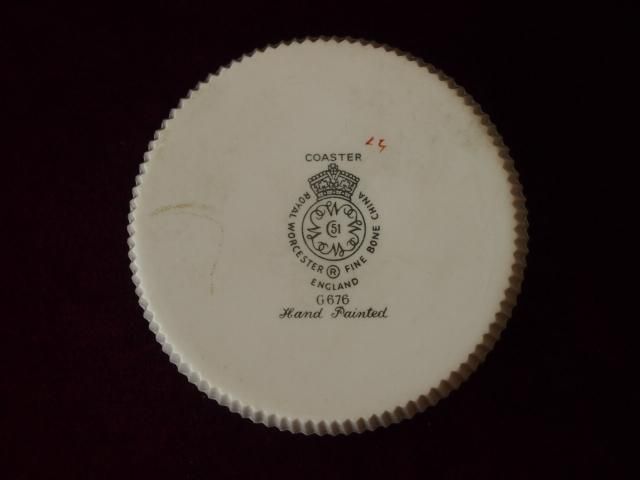 COASTER
ROYAL WORCESTER ® FINE BONE CHINA
51
ENGLAND
G676
Hand Painted